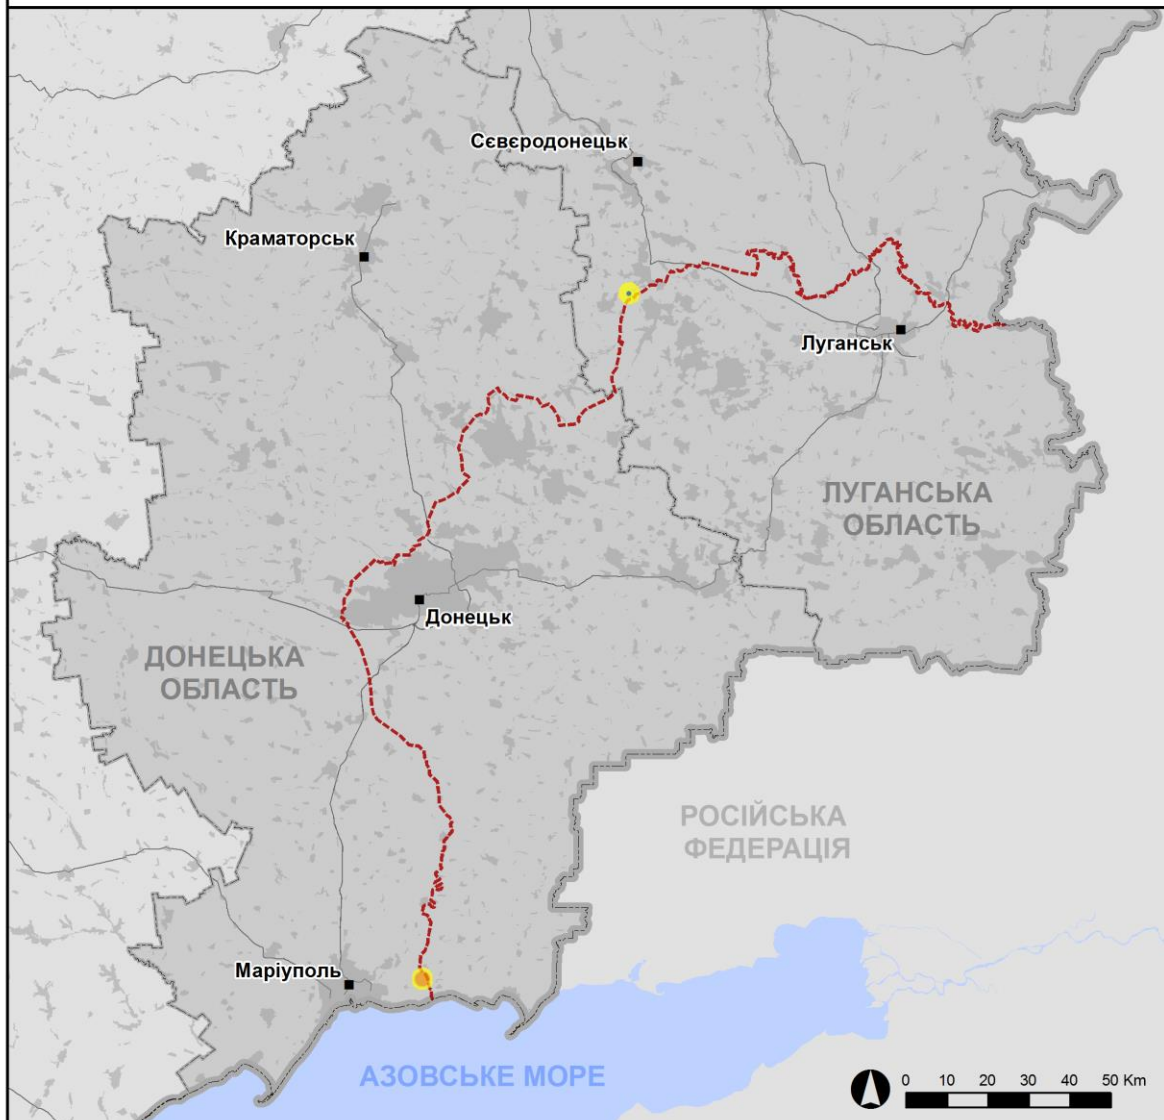 Сєвєродонецьк
Краматорськ
Луганськ
ЛУГАНСЬКА
ОБЛАСТЬ
Донецьк
ДОНЕЦЬКА
ОБЛАСТЬ
РОСІЙСЬКА
ФЕДЕРАЦІЯ
Маріуполь
АЗОВСЬКЕ МОРЕ
0 10 20 30 40 50 Km